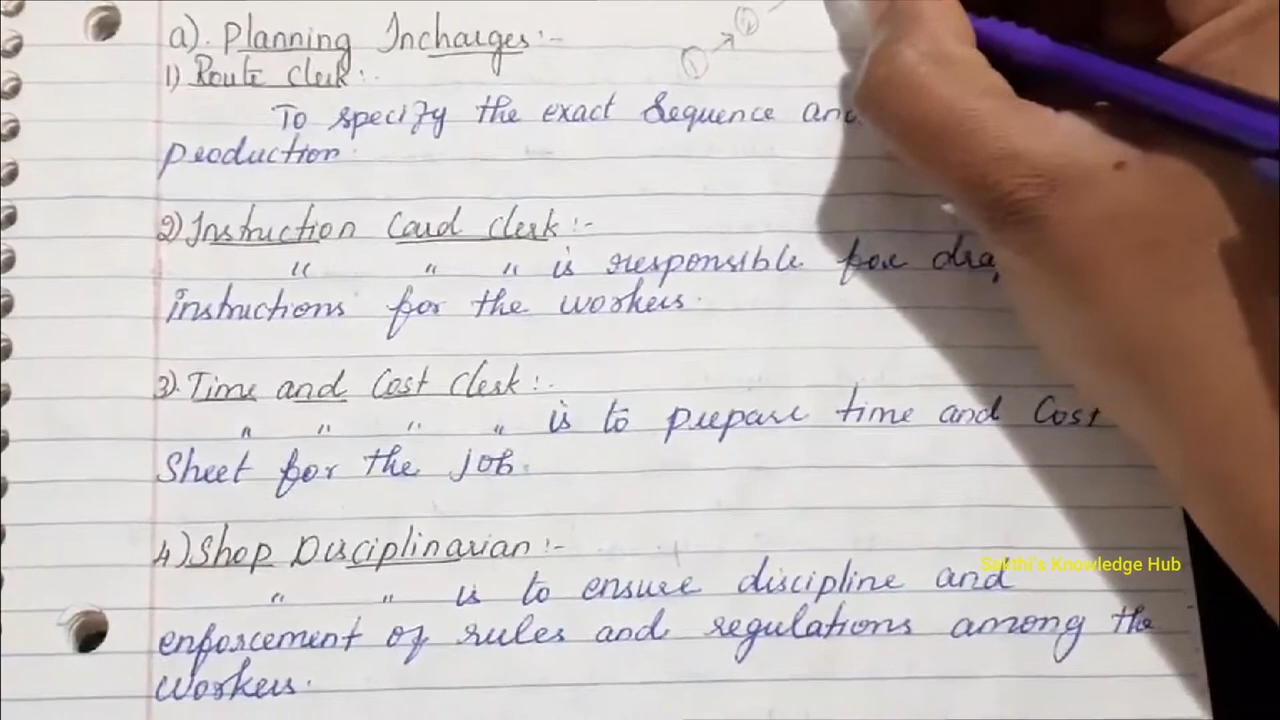 a). Planning Incharges:-
1) Route Clerk:-
To specify the exact Sequence and
production.
2) Instruction Card Clerk:-
" " " is responsible for
instructions for the workers.
3). Time and Cost Clerk:-
" " " " is to prepare time and Cost
Sheet for the job.
4) Shop Disciplinarian:-
" " is to ensure discipline and
enforcement of rules and regulations among the
workers.
Sakthi's Knowledge Hub